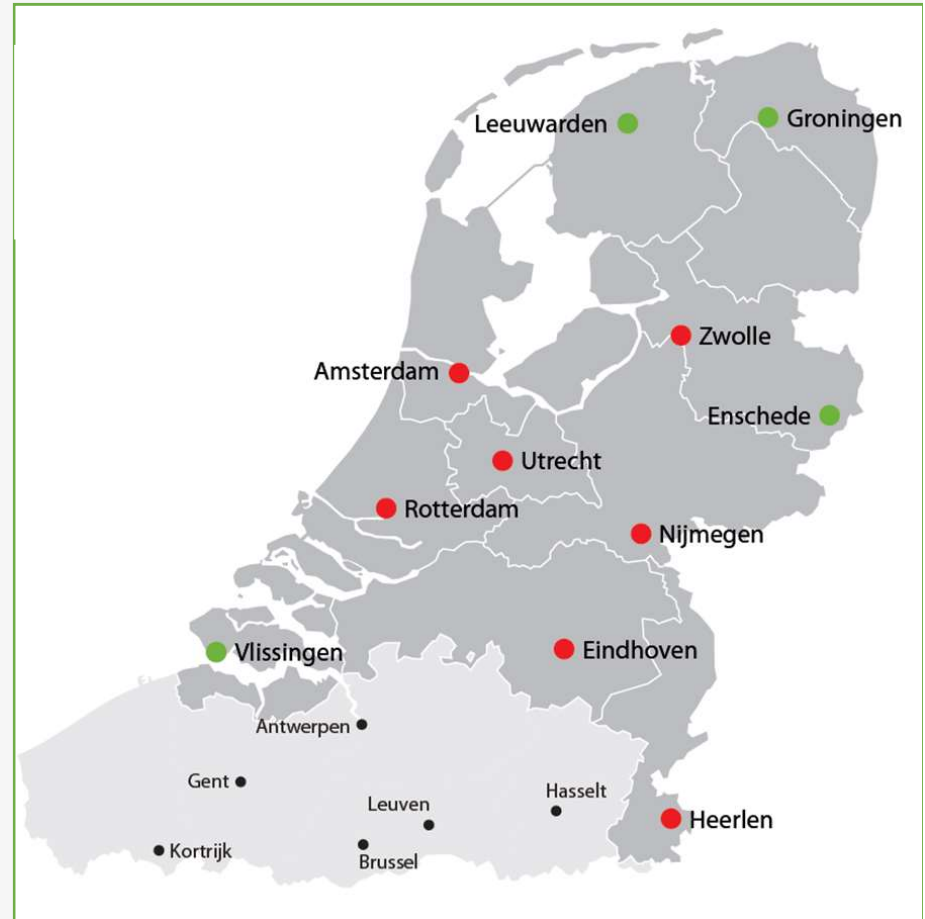 Leeuwarden
Groningen
Zwolle
Amsterdam
Enschede
Utrecht
Rotterdam
Nijmegen
Vlissingen
Eindhoven
Antwerpen
Gent
Hasselt
Leuven
Heerlen
Kortrijk
Brussel